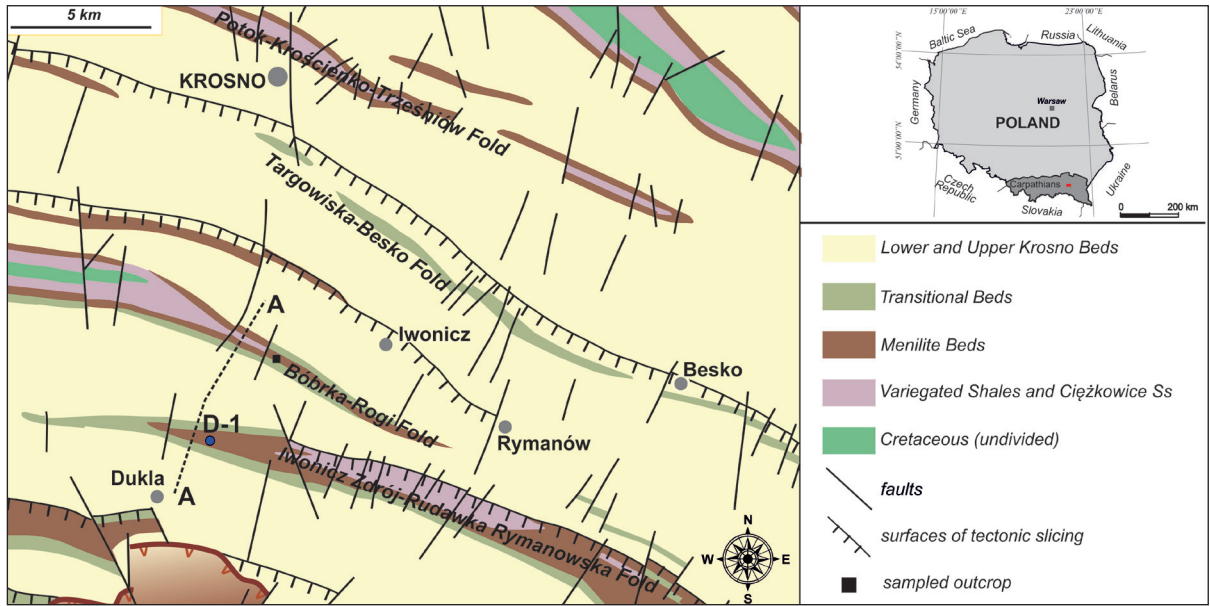 5 km
KROSNO
Potok-Krościenko-Trześniów Fold
Targowiska-Besko Fold
A
Iwonicz
Besko
Bóbrka-Rogi Fold
D-1
Rymanów
Iwonicz Zdrój-Rudawka Rymanowska Fold
Dukla
A
N
W
E
S
15°00'00"E
23°00'00"E
Baltic Sea
Russia
Lithuania
54°00'00"N
Belarus
Germany
Warsaw
POLAND
51°00'00"N
Czech
Republic
Carpathians
Ukraine
Slovakia
0
200 km
Lower and Upper Krosno Beds
Transitional Beds
Menilite Beds
Variegated Shales and Ciężkowice Ss
Cretaceous (undivided)
faults
surfaces of tectonic slicing
sampled outcrop